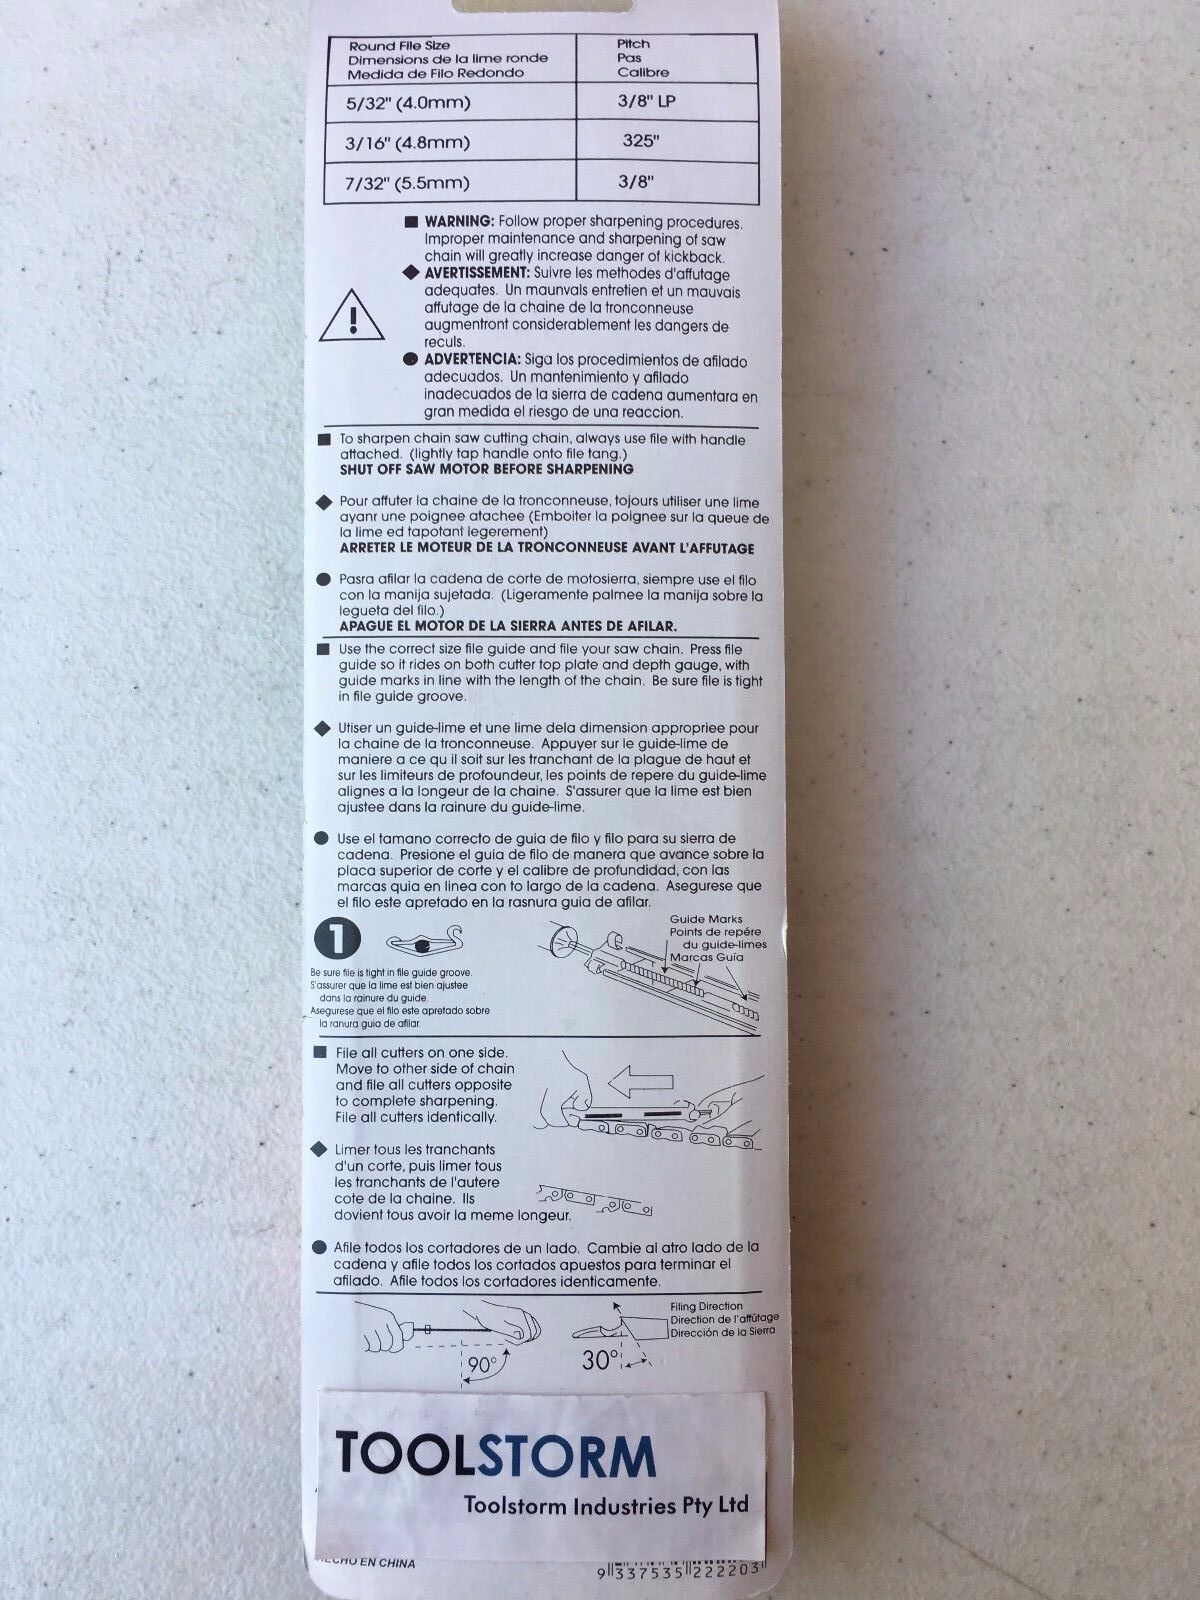 Round File Size Pitch
Dimensions de la lime ronde Pas
Medida de Filo Redondo Calibre
5/32" (4.0mm) 3/8" LP
3/16" (4.8mm) 325"
7/32" (5.5mm) 3/8"
WARNING: Follow proper sharpening procedures.
Improper maintenance and sharpening of saw
chain will greatly increase danger of kickback.
AVERTISSEMENT: Suivre les methodes d'affutage
adequates. Un maunvals entretien et un mauvais
affutage de la chaine de la tronconneuse
augmentront considerablement les dangers de
reculs.
!
ADVERTENCIA: Siga los procedimientos de afilado
adecuados. Un mantenimiento y afilado
inadecuados de la sierra de cadena aumentara en
gran medida el riesgo de una reaccion.
To sharpen chain saw cutting chain, always use file with handle
attached. (lightly tap handle onto file tang.)
SHUT OFF SAW MOTOR BEFORE SHARPENING
Pour affuter la chaine de la tronconneuse, tojours utiliser une lime
ayanr une poignee atachee (Emboiter la poignee sur la queue de
la lime ed tapotant legerement)
ARRETER LE MOTEUR DE LA TRONCONNEUSE AVANT L'AFFUTAGE
Pasra afilar la cadena de corte de motosierra, siempre use el filo
con la manija sujetada. (Ligeramente palmee la manija sobre la
legueta del filo.)
APAGUE EL MOTOR DE LA SIERRA ANTES DE AFILAR.
Use the correct size file guide and file your saw chain. Press file
guide so it rides on both cutter top plate and depth gauge, with
guide marks in line with the length of the chain. Be sure file is tight
in file guide groove.
Utiser un guide-lime et une lime dela dimension appropriee pour
la chaine de la tronconneuse. Appuyer sur le guide-lime de
maniere a ce qu il soit sur les tranchant de la plague de haut et
sur les limiteurs de profoundeur, les points de repere du guide-lime
alignes a la longeur de la chaine. S'assurer que la lime est bien
ajustee dans la rainure du guide-lime.
Use el tamano correcto de guia de filo y filo para su sierra de
cadena. Presione el guia de filo de manera que avance sobre la
placa superior de corte y el calibre de profundidad, con las
marcas quia en linea con to largo de la cadena. Asegurese que
el filo este apretado en la rasnura guia de afilar.
1
Be sure file is tight in file guide groove.
S'assurer que la lime est bien ajustee
dans la rainure du guide.
Asegurese que el filo este apretado sobre
la ranura guia de afilar.
Guide Marks
Points de repére
du guide-limes
Marcas Guía
File all cutters on one side.
Move to other side of chain
and file all cutters opposite
to complete sharpening.
File all cutters identically.
Limer tous les tranchants
d'un corte, puis limer tous
les tranchants de l'autere
cote de la chaine. Ils
dovient tous avoir la meme longeur.
Afile todos los cortadores de un lado. Cambie al atro lado de la
cadena y afile todos los cortados apuestos para terminar el
afilado. Afile todos los cortadores identicamente.
90°
30°
Filing Direction
Direction de l'affûtage
Dirección de la Sierra
TOOLSTORM
Toolstorm Industries Pty Ltd
HECHO EN CHINA
9 337535 222203